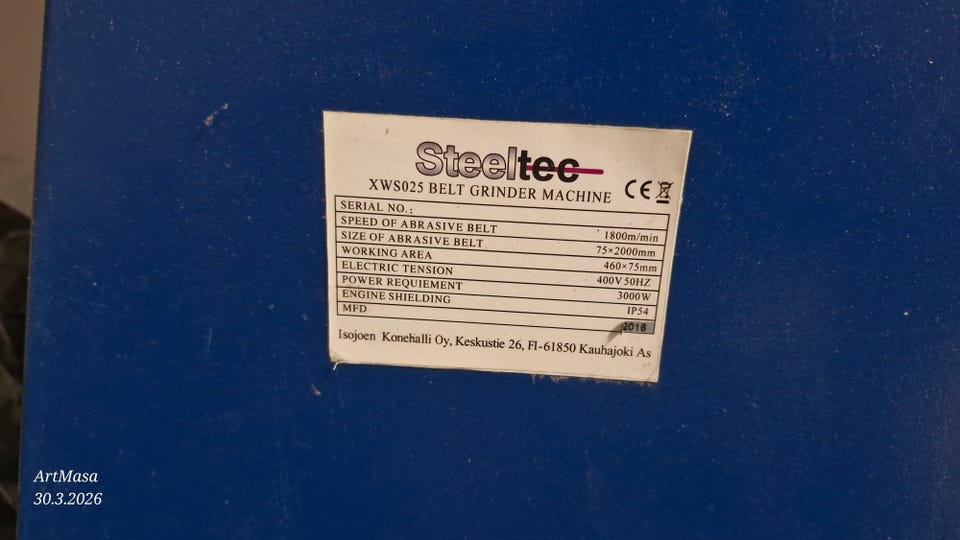 Steeltec
XWS025 BELT GRINDER MACHINE CE
SERIAL NO.:
SPEED OF ABRASIVE BELT 1800m/min
SIZE OF ABRASIVE BELT 75×2000mm
WORKING AREA 460×75mm
ELECTRIC TENSION 400V50HZ
POWER REQUIEMENT 3000W
ENGINE SHIELDING IP54
MFD 2016
Isojoen Konehalli Oy, Keskustie 26, FI-61850 Kauhajoki As
ArtMasa
30.3.2026